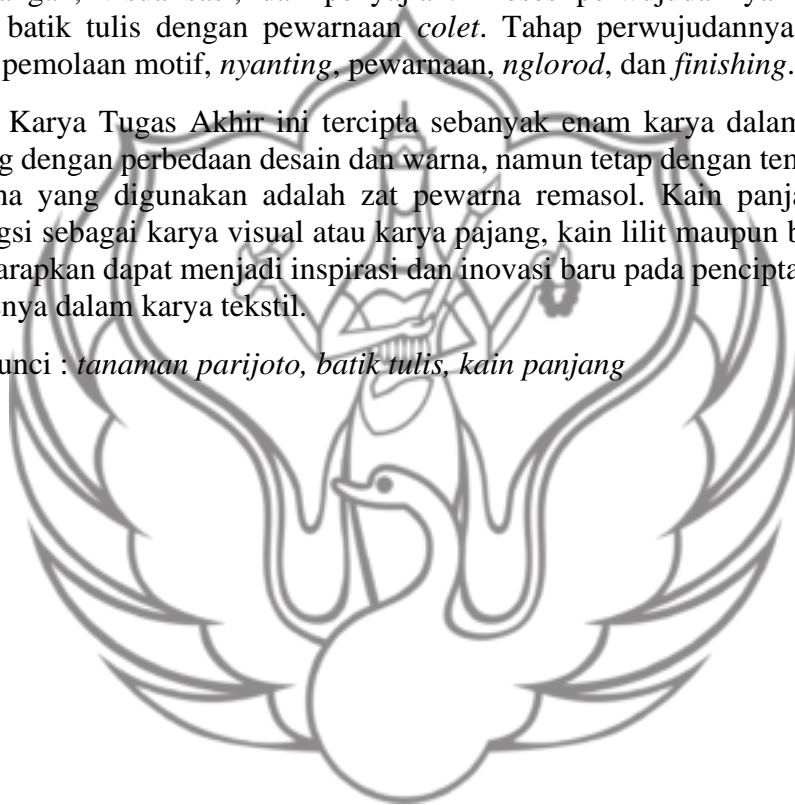 batik tulis dengan pewarnaan colet. Tahap perwujudannya
pemolaan motif, nyanting, pewarnaan, nglorod, dan finishing.
Karya Tugas Akhir ini tercipta sebanyak enam karya dalam
g dengan perbedaan desain dan warna, namun tetap dengan ten
na yang digunakan adalah zat pewarna remasol. Kain panja
gsi sebagai karya visual atau karya pajang, kain lilit maupun b
arapkan dapat menjadi inspirasi dan inovasi baru pada pencipta
snya dalam karya tekstil.
unci : tanaman parijoto, batik tulis, kain panjang